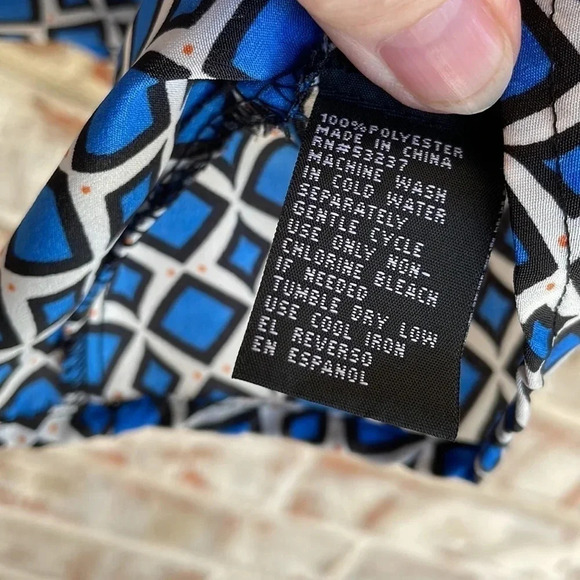 100%POLYESTER
MADE IN CHINA
RN#53237
MACHINE WASH
IN COLD WATER
SEPARATELY
GENTLE CYCLE
USE ONLY NON-
CHLORINE BLEACH
IF NEEDED
TUMBLE DRY LOW
USE COOL IRON
EL REVERSO
EN ESPANOL